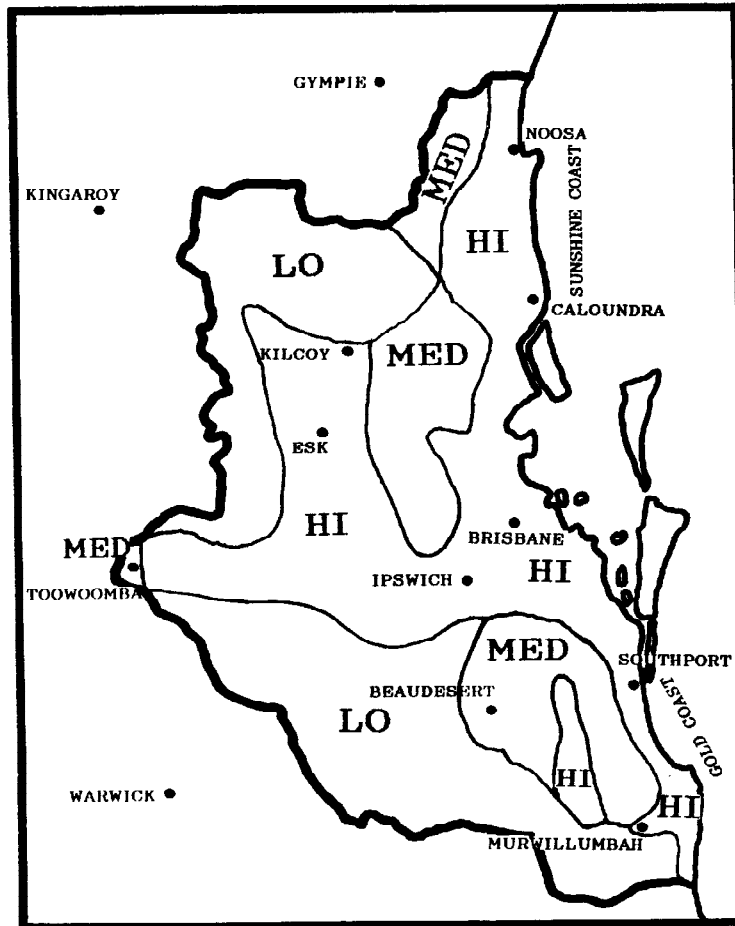 GYMPIE
NOOSA
MED
SUNSHINE COAST
KINGAROY
HI
LO
CALOUNDRA
KILCOY
MED
ESK
HI
BRISBANE
MED
HI
IPSWICH
TOOWOOMBA
MED
SOUTHPORT
BEAUDESERT
LO
GOLD COAST
HI
WARWICK
HI
MURWILLUMBAH